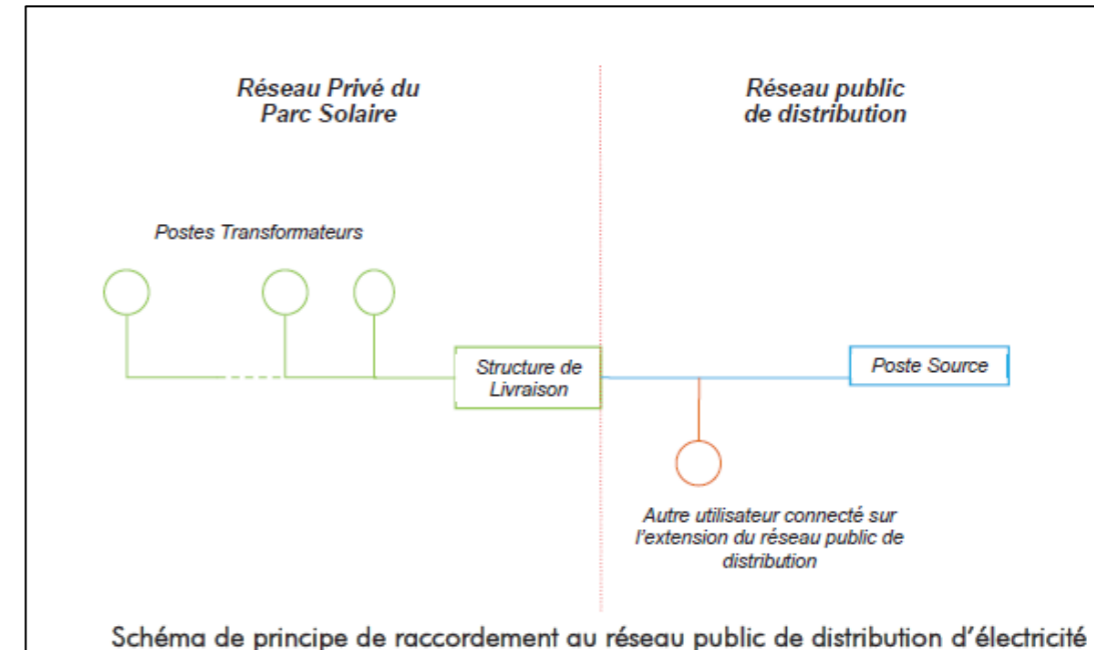 Réseau Privé du
Parc Solaire
Réseau public
de distribution
Postes Transformateurs
Structure de
Livraison
Poste Source
Autre utilisateur connecté sur
l'extension du réseau public de
distribution
Schéma de principe de raccordement au réseau public de distribution d'électricité